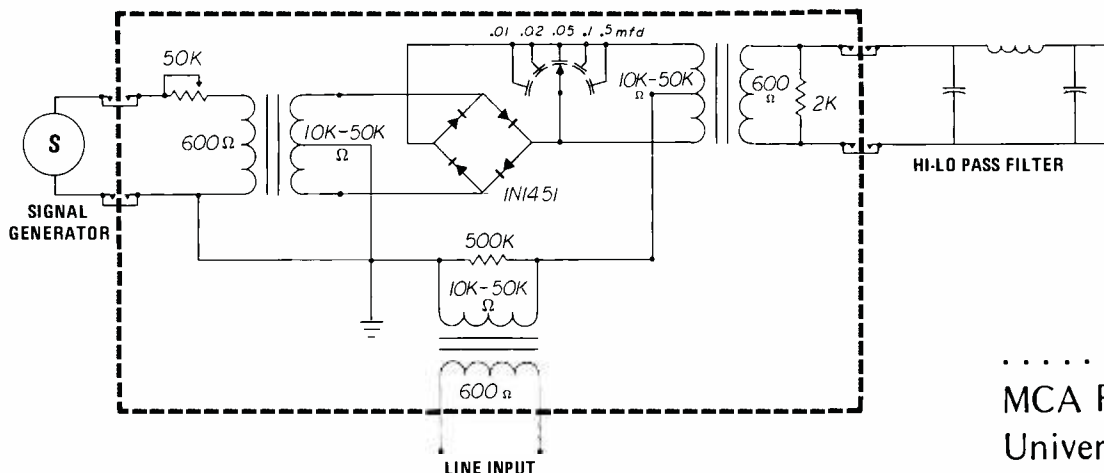 .01 .02 .05 .1 .5 mfd
50K
S
600Ω
10K-50K
Ω
10K-50K
Ω
600
Ω
2K
1N1451
HI-LO PASS FILTER
SIGNAL
GENERATOR
500K
10K-50K
Ω
600 Ω
LINE INPUT
. . . . .
MCA
Univer